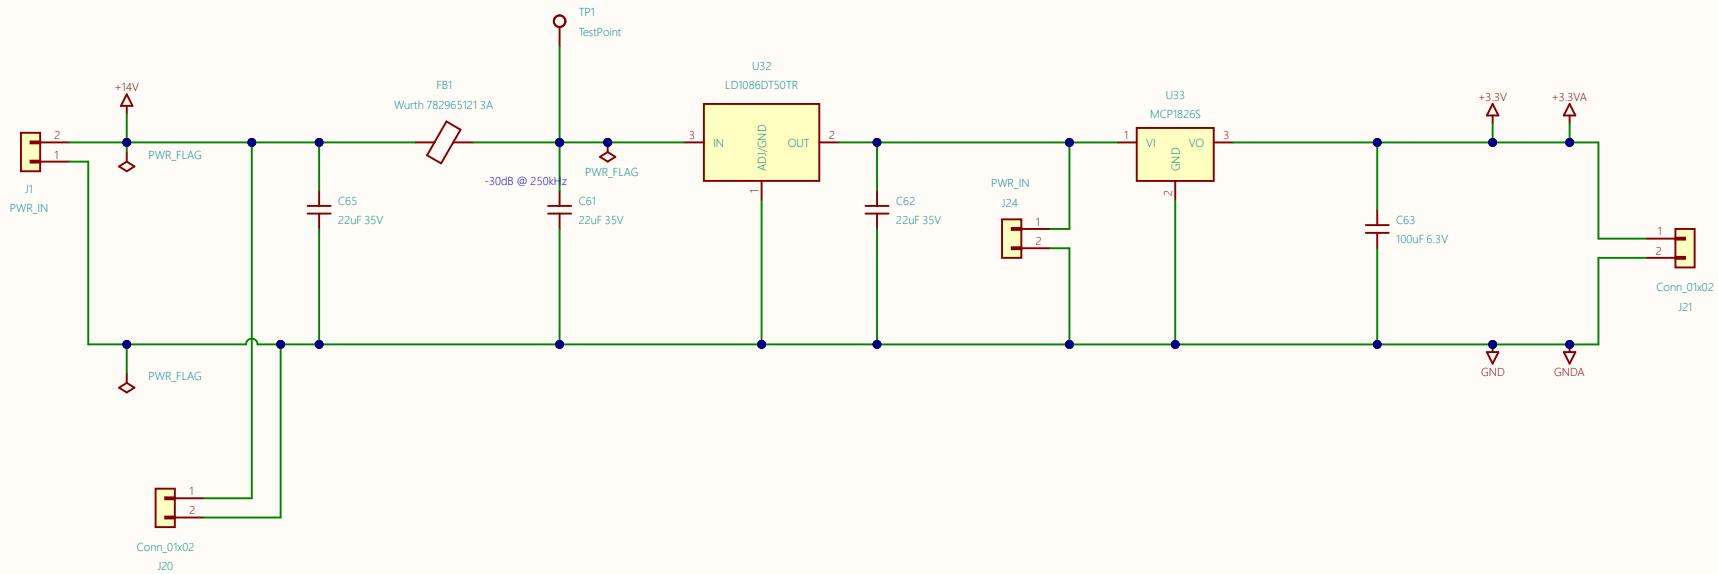 TP1
TestPoint
+14V
FB1
Wurth 782965121 3A
U32
LD1086DT50TR
U33
MCP1826S
+3.3V
+3.3VA
2
1
J1
PWR_IN
PWR_FLAG
PWR_FLAG
-30dB @ 250kHz
3
IN
ADJ/GND
OUT
2
1
1
VI
GND
VO
3
2
C65
22uF 35V
C61
22uF 35V
C62
22uF 35V
PWR_IN
J24
1
2
C63
100uF 6.3V
1
2
Conn_01x02
J21
PWR_FLAG
GND
GNDA
1
2
Conn_01x02
J20